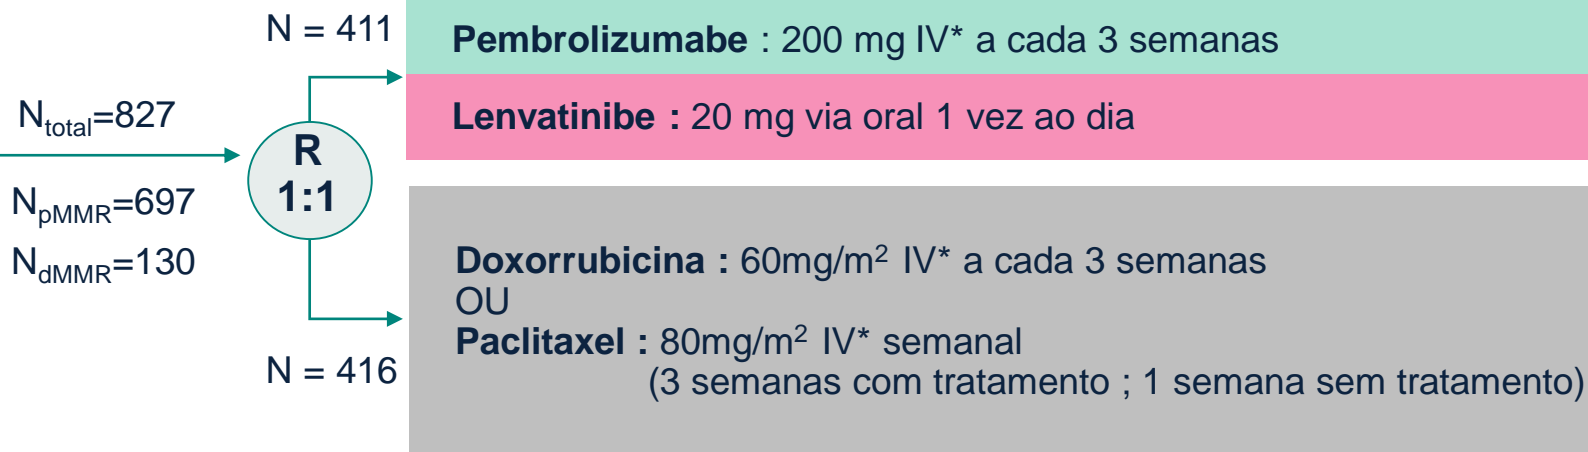 N = 411
Pembrolizumabe : 200 mg IV* a cada 3 semanas
Lenvatinibe : 20 mg via oral 1 vez ao dia
Ntotal=827
R
1:1
NpMMR=697
NdMMR=130
Doxorrubicina : 60mg/m2 IV* a cada 3 semanas
OU
Paclitaxel : 80mg/m2 IV* semanal
(3 semanas com tratamento ; 1 semana sem tratamento)
N = 416